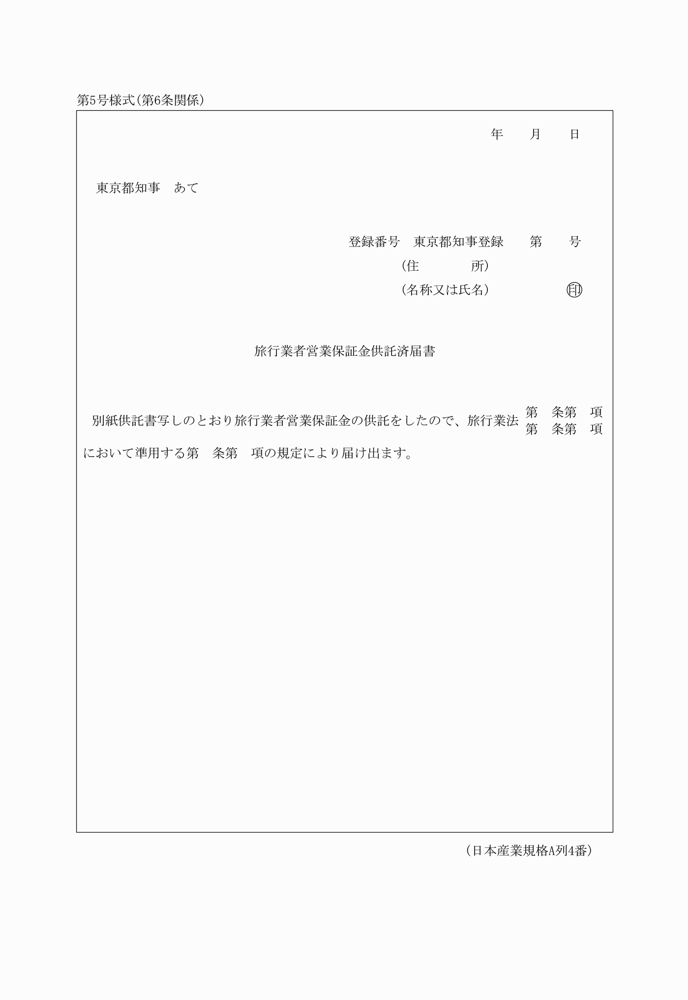 第5号様式(第6条関係)
年　　月　　日
東京都知事　あて
登録番号　東京都知事登録　　第　　号
(住　　　　所)
(名称又は氏名)　　　　　　㊞
旅行業者営業保証金供託済届書
別紙供託書写しのとおり旅行業者営業保証金の供託をしたので、旅行業法
第　条第　項
第　条第　項
において準用する第　条第　項の規定により届け出ます。
(日本産業規格A列4番)